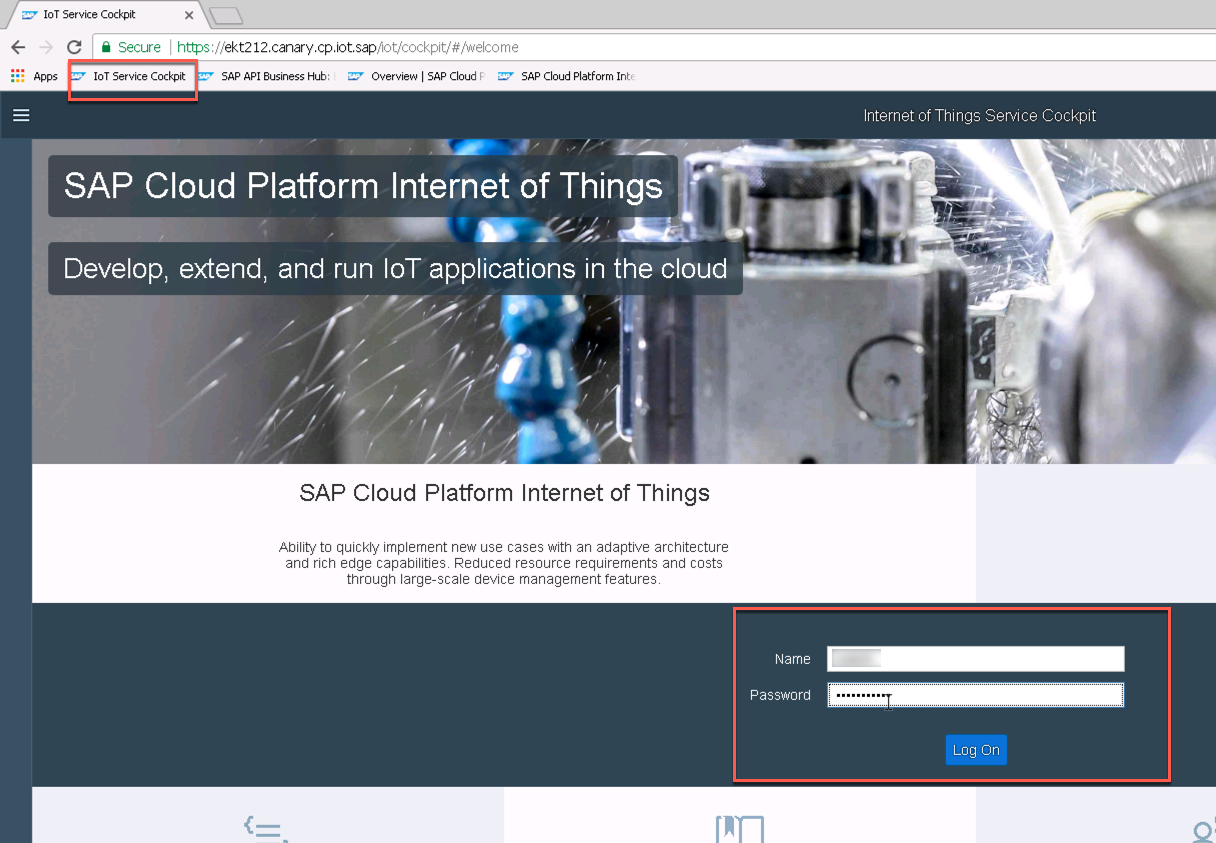 IoT Service Cockpit
Secure
https://ekt212.canary.cp.iot.sap/iot/cockpit/#/welcome
Apps
IoT Service Cockpit
SAP API Business Hub:
Overview | SAP Cloud P
SAP Cloud Platform Inte
Internet of Things Service Cockpit
SAP Cloud Platform Internet of Things
Develop, extend, and run IoT applications in the cloud
SAP Cloud Platform Internet of Things
Ability to quickly implement new use cases with an adaptive architecture
and rich edge capabilities. Reduced resource requirements and costs
through large-scale device management features.
Name
Password
Log On